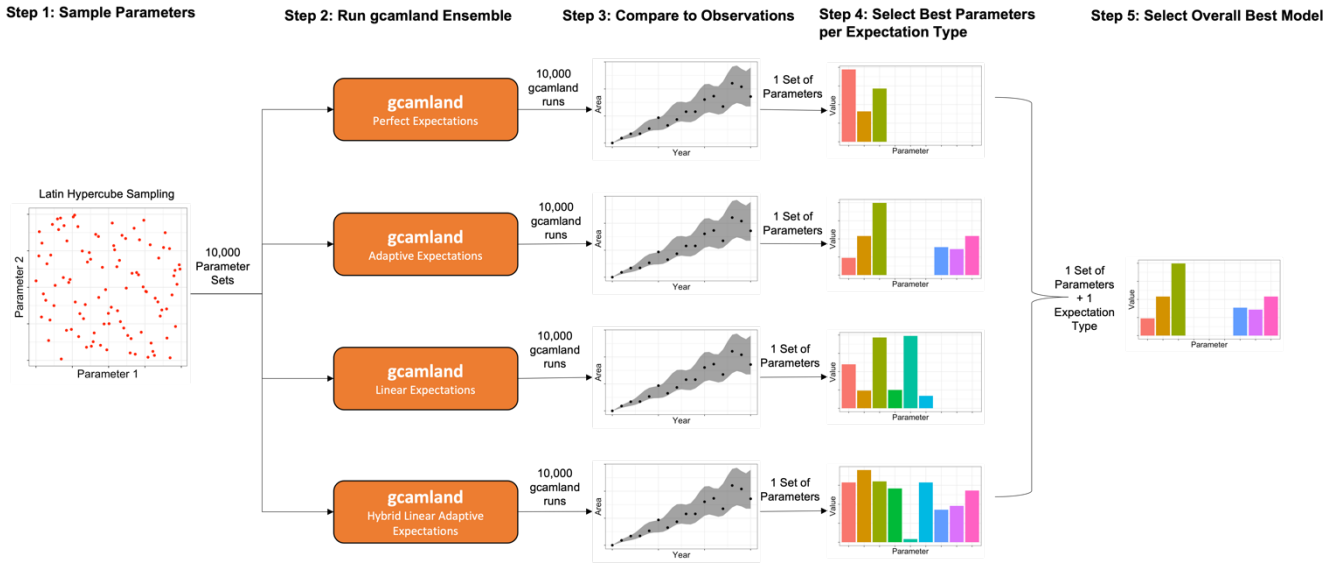 Step 1: Sample Parameters
Step 2: Run gcamland Ensemble
Step 3: Compare to Observations
Step 4: Select Best Parameters
per Expectation Type
Step 5: Select Overall Best Model
Latin Hypercube Sampling
Parameter 2
Parameter 1
10,000
Parameter
Sets
gcamland
Perfect Expectations
10,000
gcamland
runs
Area
Year
1 Set of
Parameters
Value
Parameter
gcamland
Adaptive Expectations
10,000
gcamland
runs
Area
Year
1 Set of
Parameters
Value
Parameter
gcamland
Linear Expectations
10,000
gcamland
runs
Area
Year
1 Set of
Parameters
Value
Parameter
gcamland
Hybrid Linear Adaptive
Expectations
10,000
gcamland
runs
Area
Year
1 Set of
Parameters
Value
Parameter
1 Set of
Parameters
+ 1
Expectation
Type
Value
Parameter